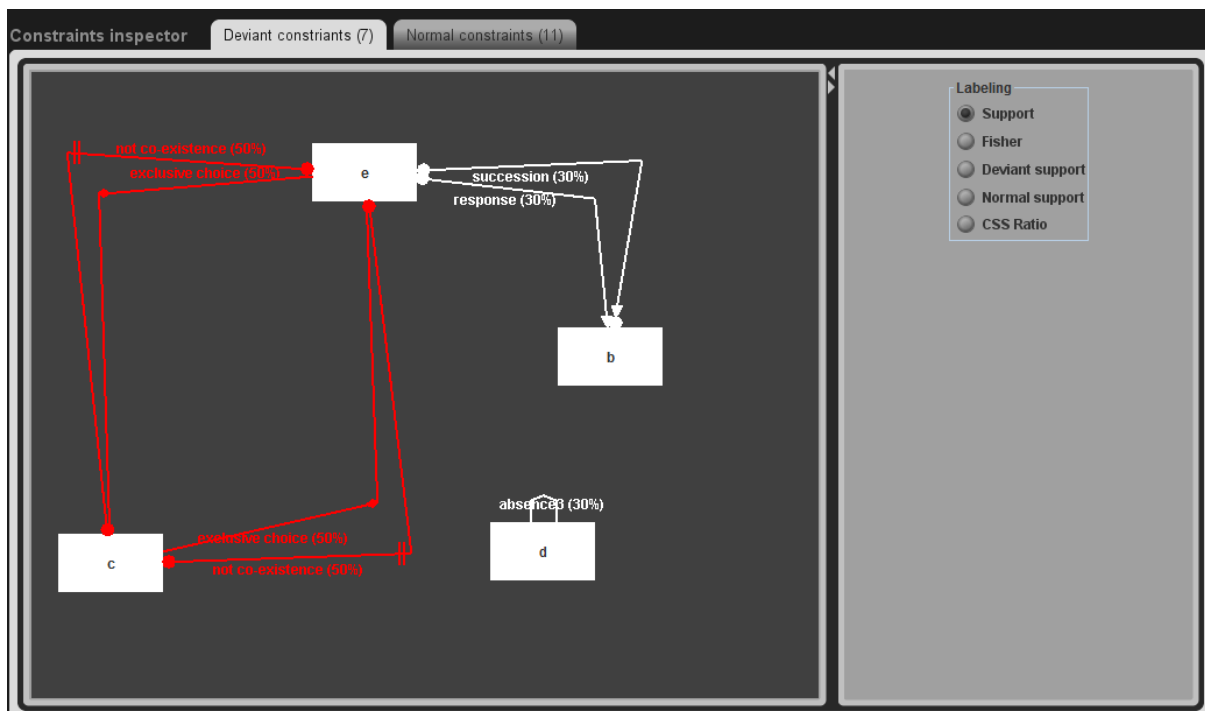 Constraints inspector
Deviant constriants (7)
Normal constraints (11)
not co-existence (50%)
exclusive choice (50%)
e
succession (30%)
response (30%)
b
absence3 (30%)
d
exclusive choice (50%)
c
not co-existence (50%)
Labeling
Support
Fisher
Deviant support
Normal support
CSS Ratio